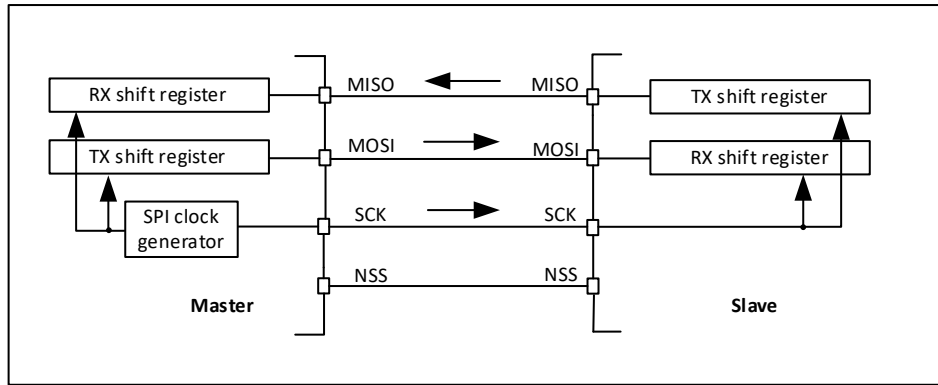 MISO MISO
RX shift register TX shift register
MOSI MOSI
TX shift register RX shift register
SCK SCK
SPI clock
generator
NSS NSS
Master Slave